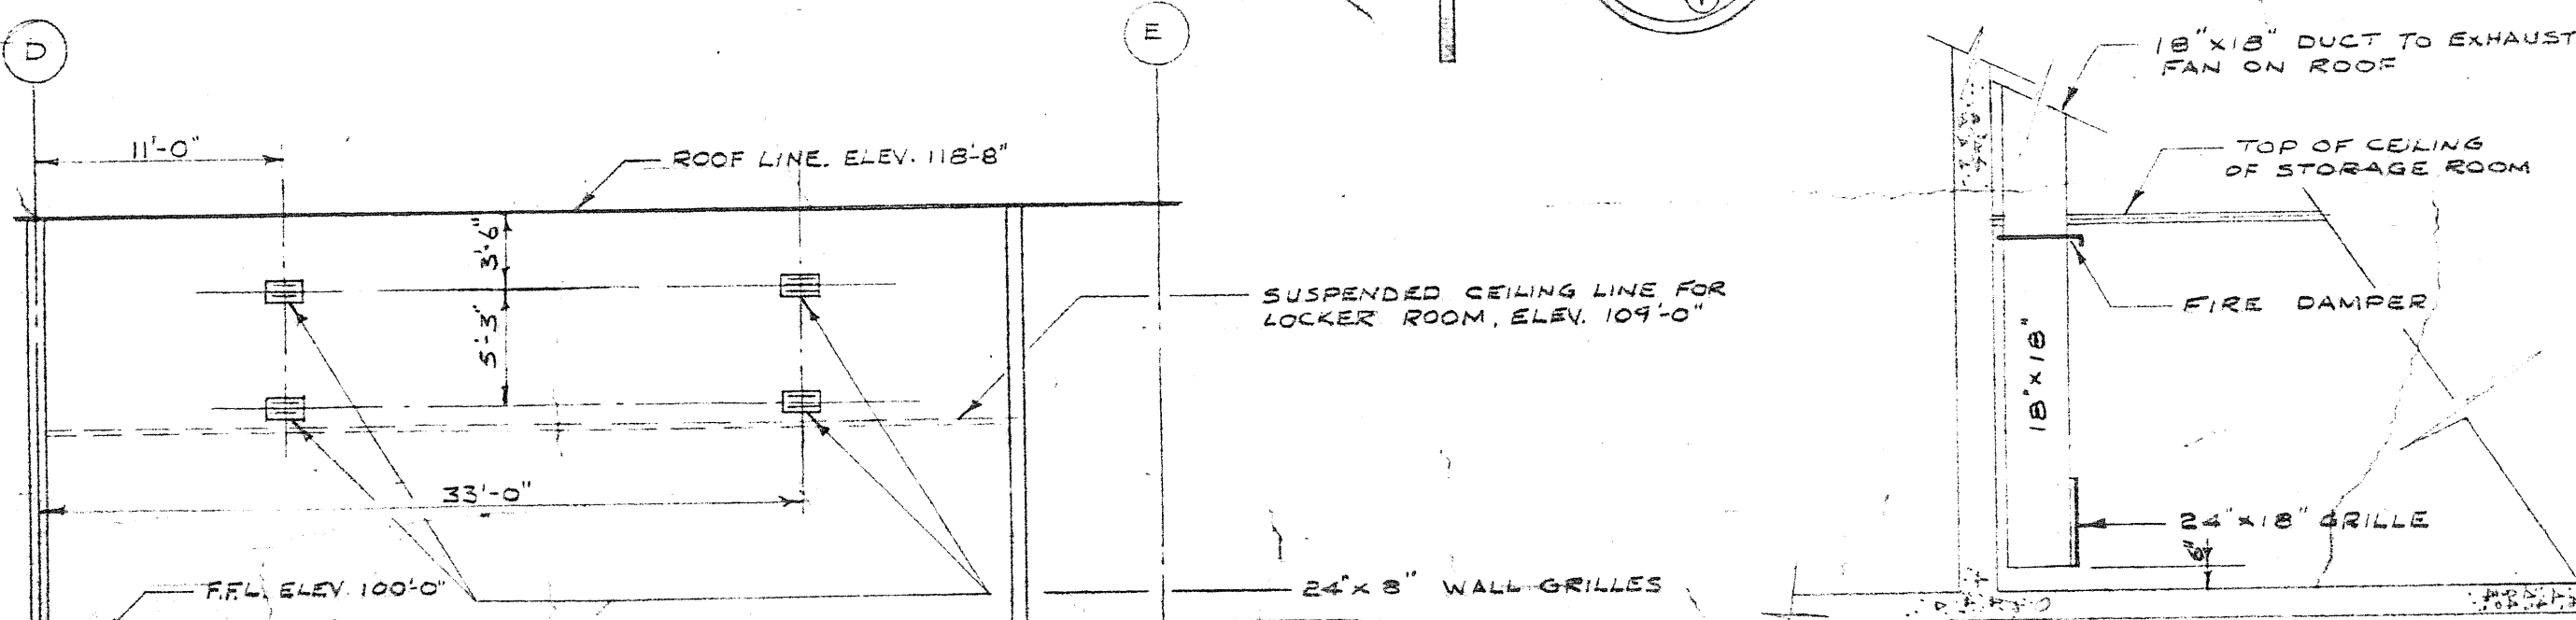 D
E
18"x18" DUCT TO EXHAUST
FAN ON ROOF
11'-0"
ROOF LINE. ELEV. 118'-8"
TOP OF CEILING
OF STORAGE ROOM
3'-6"
SUSPENDED CEILING LINE FOR
LOCKER ROOM, ELEV. 109'-0"
FIRE DAMPER
5'-3"
18"x18"
33'-0"
24"x18" GRILLE
6"
F.F.L. ELEV. 100'-0"
24"x8" WALL GRILLES